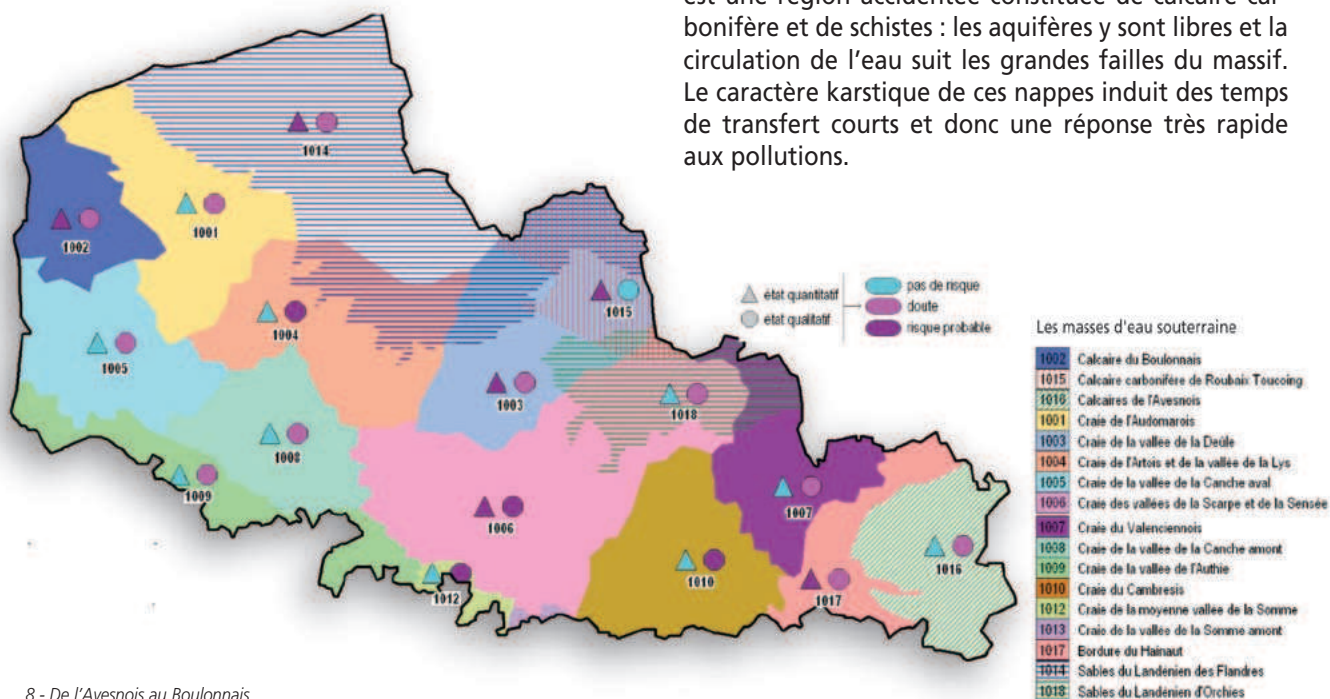 est une région accidentée constituée de calcaire car-
bonifère et de schistes : les aquifères y sont libres et la
circulation de l'eau suit les grandes failles du massif.
Le caractère karstique de ces nappes induit des temps
de transfert courts et donc une réponse très rapide
aux pollutions.
1014
1001
1002
1015
1004
1005
1003
1018
1008
1009
1006
1007
1010
1016
1012
1017
état quantitatif
état qualitatif
pas de risque
doute
risque probable
Les masses d'eau souterraine
1002 Calcaire du Boulonnais
1015 Calcaire carbonifère de Roubaix Toucoing
1016 Calcaires de l'Avesnois
1001 Craie de l'Audomarois
1003 Craie de la vallée de la Deûle
1004 Craie de l'Artois et de la vallée de la Lys
1005 Craie de la vallée de la Canche aval
1006 Craie des vallées de la Scarpe et de la Sensée
1007 Craie du Valenciennois
1008 Craie de la vallée de la Canche amont
1009 Craie de la vallée de l'Authie
1010 Craie du Cambresis
1012 Craie de la moyenne vallée de la Somme
1013 Craie de la vallée de la Somme amont
1017 Bordure du Hainaut
1014 Sables du Landénien des Flandres
1018 Sables du Landénien d'Orchies
8 - De l'Avesnois au Boulonnais